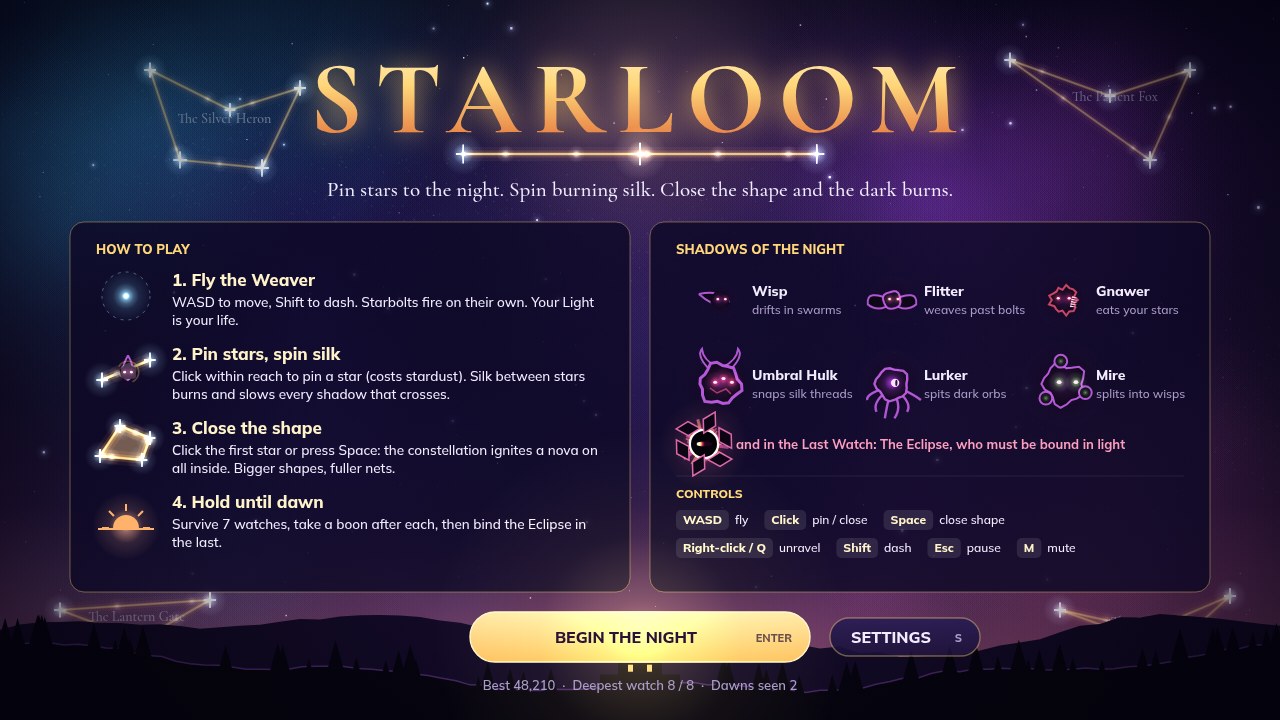 STARLOOM
The Silver Heron
The Patient Fox
Pin stars to the night. Spin burning silk. Close the shape and the dark burns.
HOW TO PLAY
1. Fly the Weaver
WASD to move, Shift to dash. Starbolts fire on their own. Your Light
is your life.
2. Pin stars, spin silk
Click within reach to pin a star (costs stardust). Silk between stars
burns and slows every shadow that crosses.
3. Close the shape
Click the first star or press Space: the constellation ignites a nova on
all inside. Bigger shapes, fuller nets.
4. Hold until dawn
Survive 7 watches, take a boon after each, then bind the Eclipse in
the last.
SHADOWS OF THE NIGHT
Wisp
drifts in swarms
Flitter
weaves past bolts
Gnawer
eats your stars
Umbral Hulk
snaps silk threads
Lurker
spits dark orbs
Mire
splits into wisps
and in the Last Watch: The Eclipse, who must be bound in light
CONTROLS
WASD fly Click pin / close Space close shape
Right-click / Q unravel Shift dash Esc pause M mute
The Lantern Gate
BEGIN THE NIGHT ENTER
SETTINGS S
Best 48,210 · Deepest watch 8 / 8 · Dawns seen 2